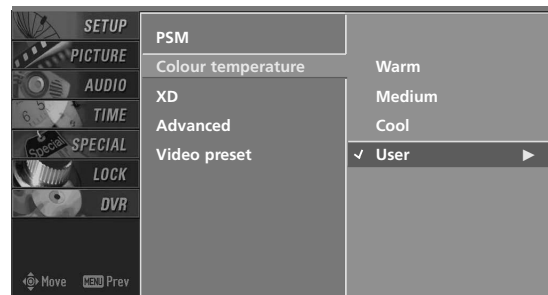 SETUP
PICTURE
AUDIO
TIME
SPECIAL
LOCK
DVR
Move MENU Prev
PSM
Colour temperature
XD
Advanced
Video preset
Warm
Medium
Cool
✓ User ►